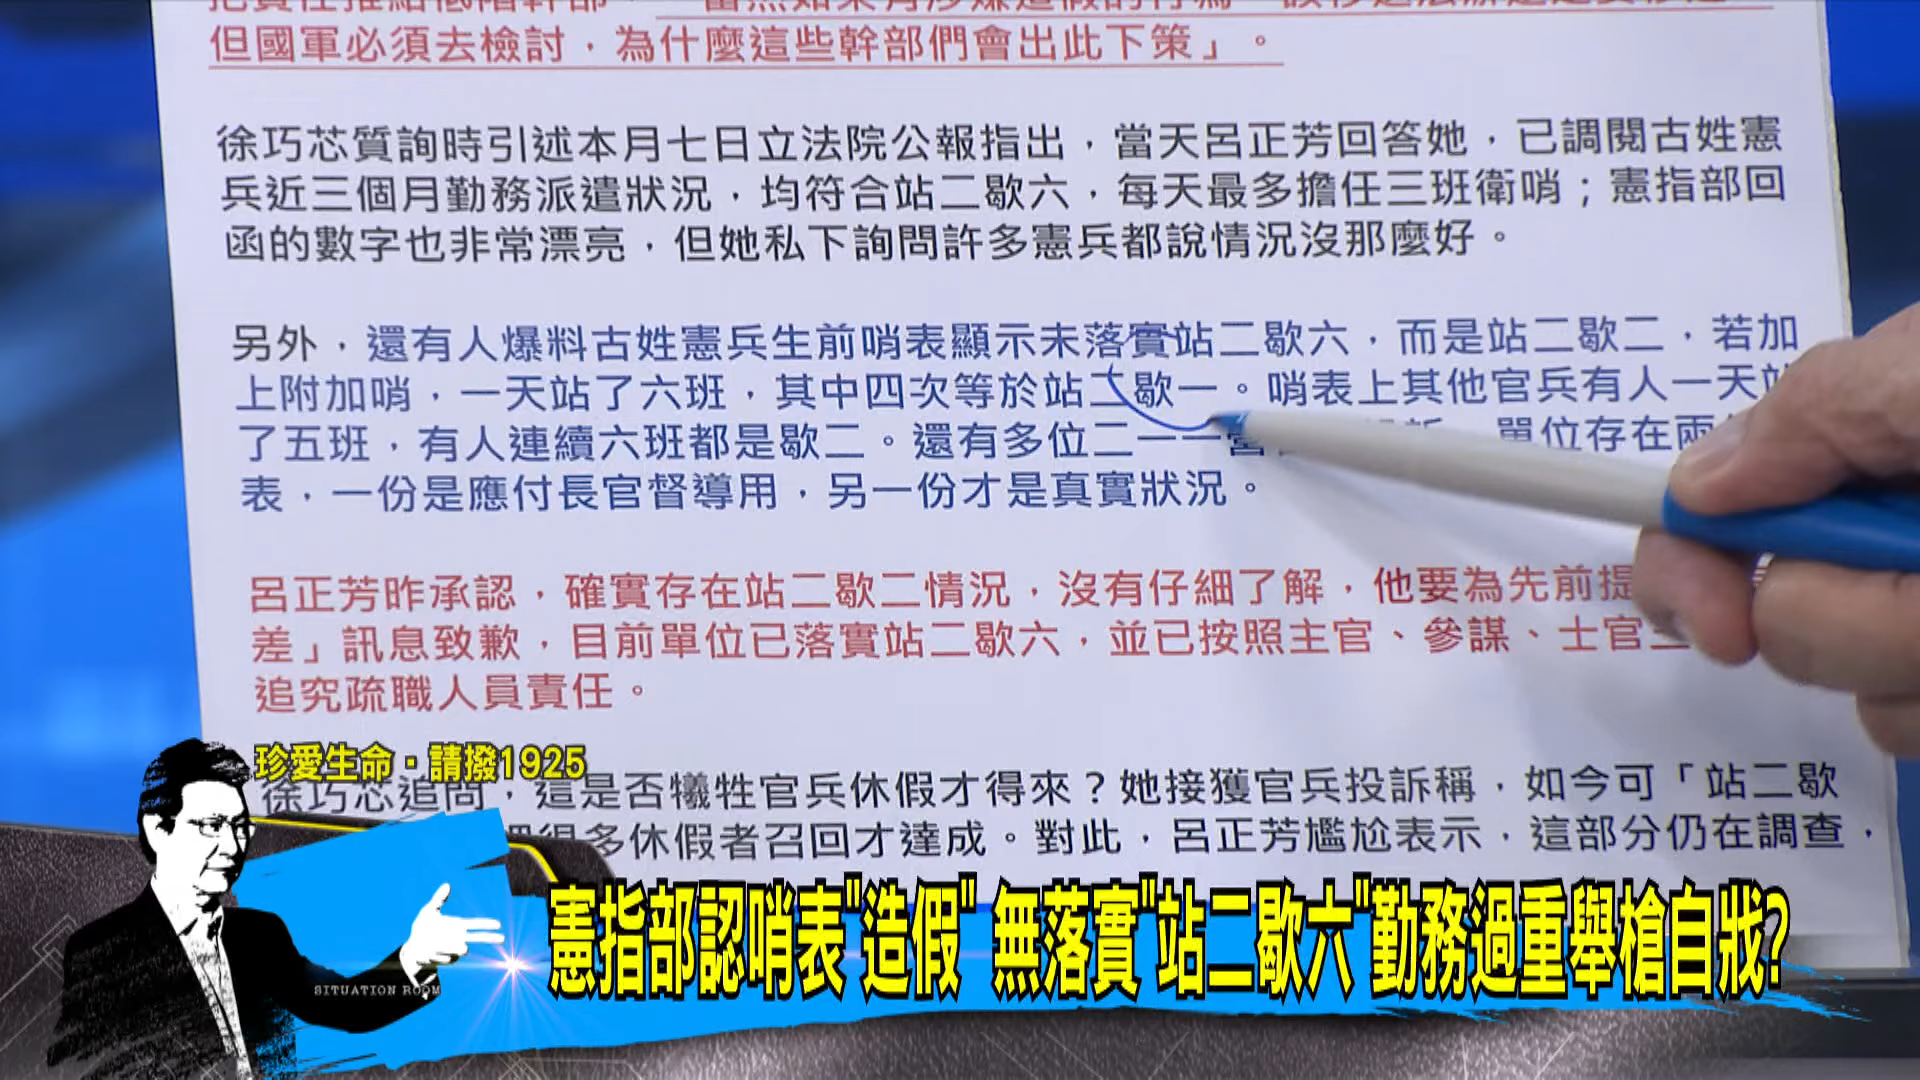 但國軍必須去檢討，為什麼這些幹部們會出此下策」。
徐巧芯質詢時引述本月七日立法院公報指出，當天呂正芳回答她，已調閱古姓憲
兵近三個月勤務派遣狀況，均符合站二歇六，每天最多擔任三班衛哨；憲指部回
函的數字也非常漂亮，但她私下詢問許多憲兵都說情況沒那麼好。
另外，還有人爆料古姓憲兵生前哨表顯示未落實站二歇六，而是站二歇二，若加
上附加哨，一天站了六班，其中四次等於站二歇一。哨表上其他官兵有人一天站
了五班，有人連續六班都是歇二。還有多位二一一 單位存在兩
表，一份是應付長官督導用，另一份才是真實狀況。
呂正芳昨承認，確實存在站二歇二情況，沒有仔細了解，他要為先前提
差」訊息致歉，目前單位已落實站二歇六，並已按照主官、參謀、士官
追究疏職人員責任。
珍愛生命·請撥1925
徐巧芯追問，這是否犧牲官兵休假才得來？她接獲官兵投訴稱，如今可「站二歇
很多休假者召回才達成。對此，呂正芳尷尬表示，這部分仍在調查，
憲指部認哨表"造假" 無落實"站二歇六"勤務過重舉槍自戕?
SITUATION ROOM